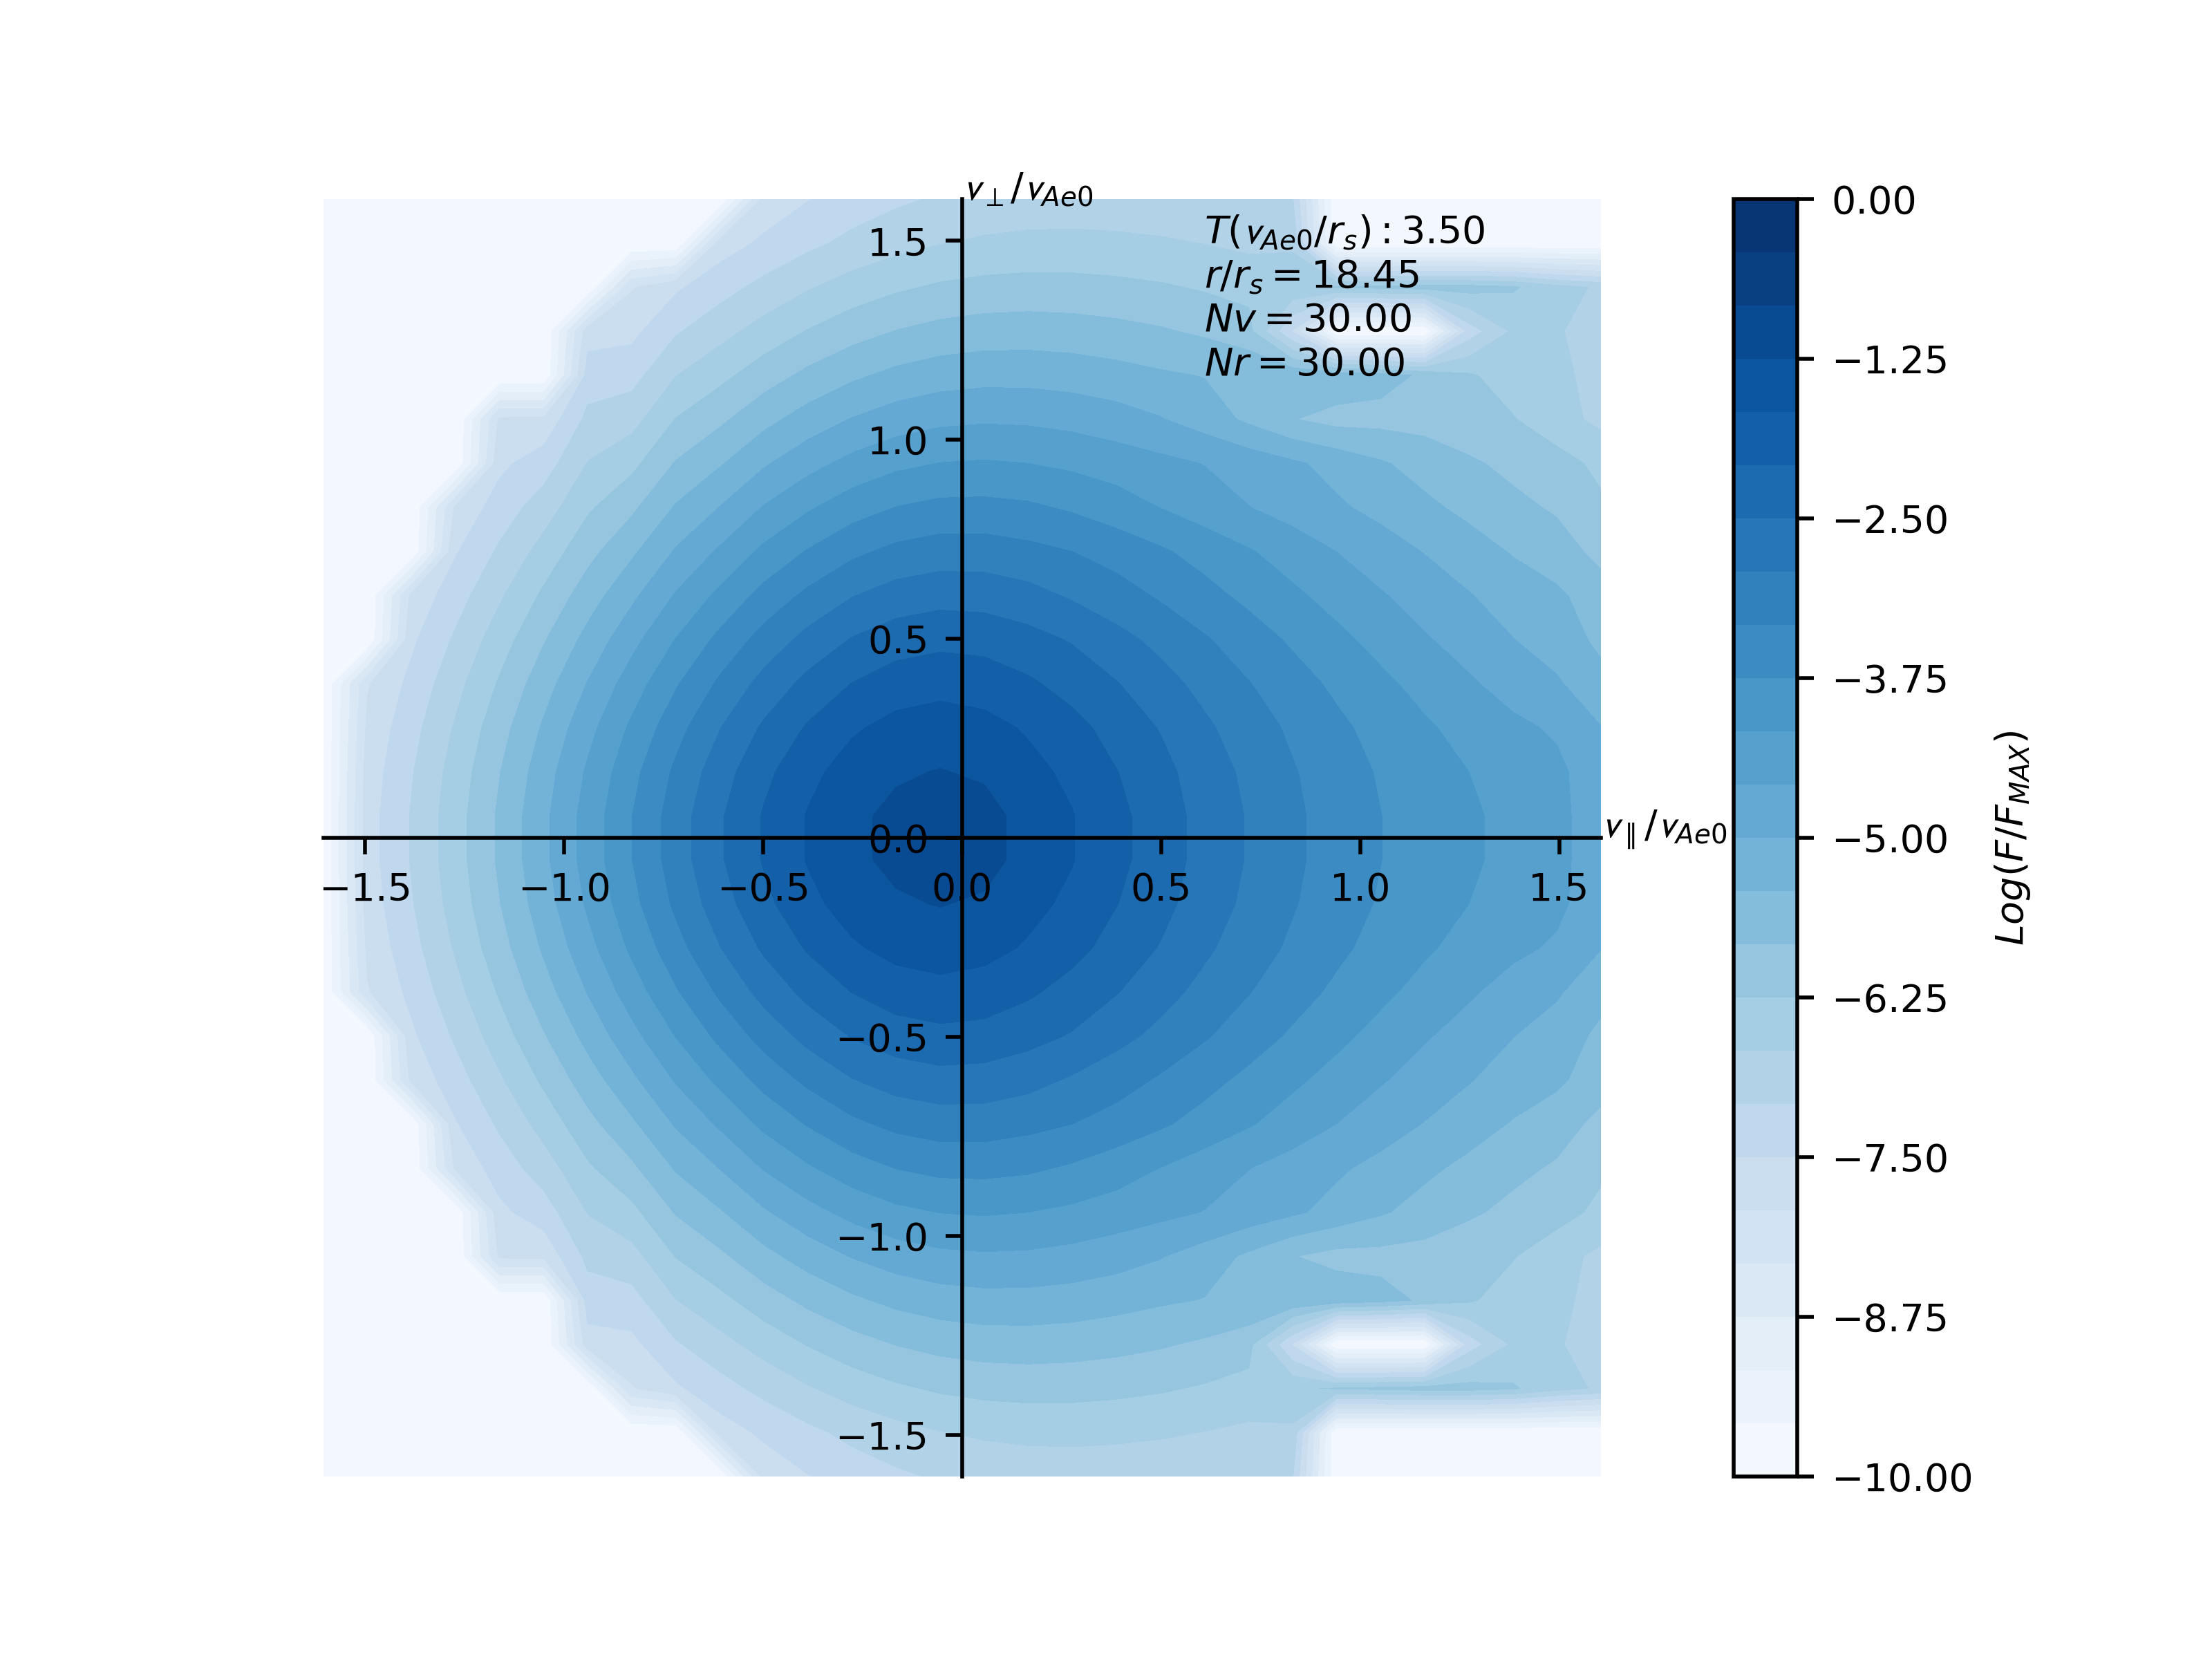 v⊥/vAe0
T(vAe0/rs) : 3.50
r/rs = 18.45
Nv = 30.00
Nr = 30.00
1.5
1.0
0.5
0.0
−0.5
−1.0
−1.5
−1.5 −1.0 −0.5 0.0 0.5 1.0 1.5
v∥/vAe0
0.00
−1.25
−2.50
−3.75
−5.00
−6.25
−7.50
−8.75
−10.00
Log(F/FMAX)